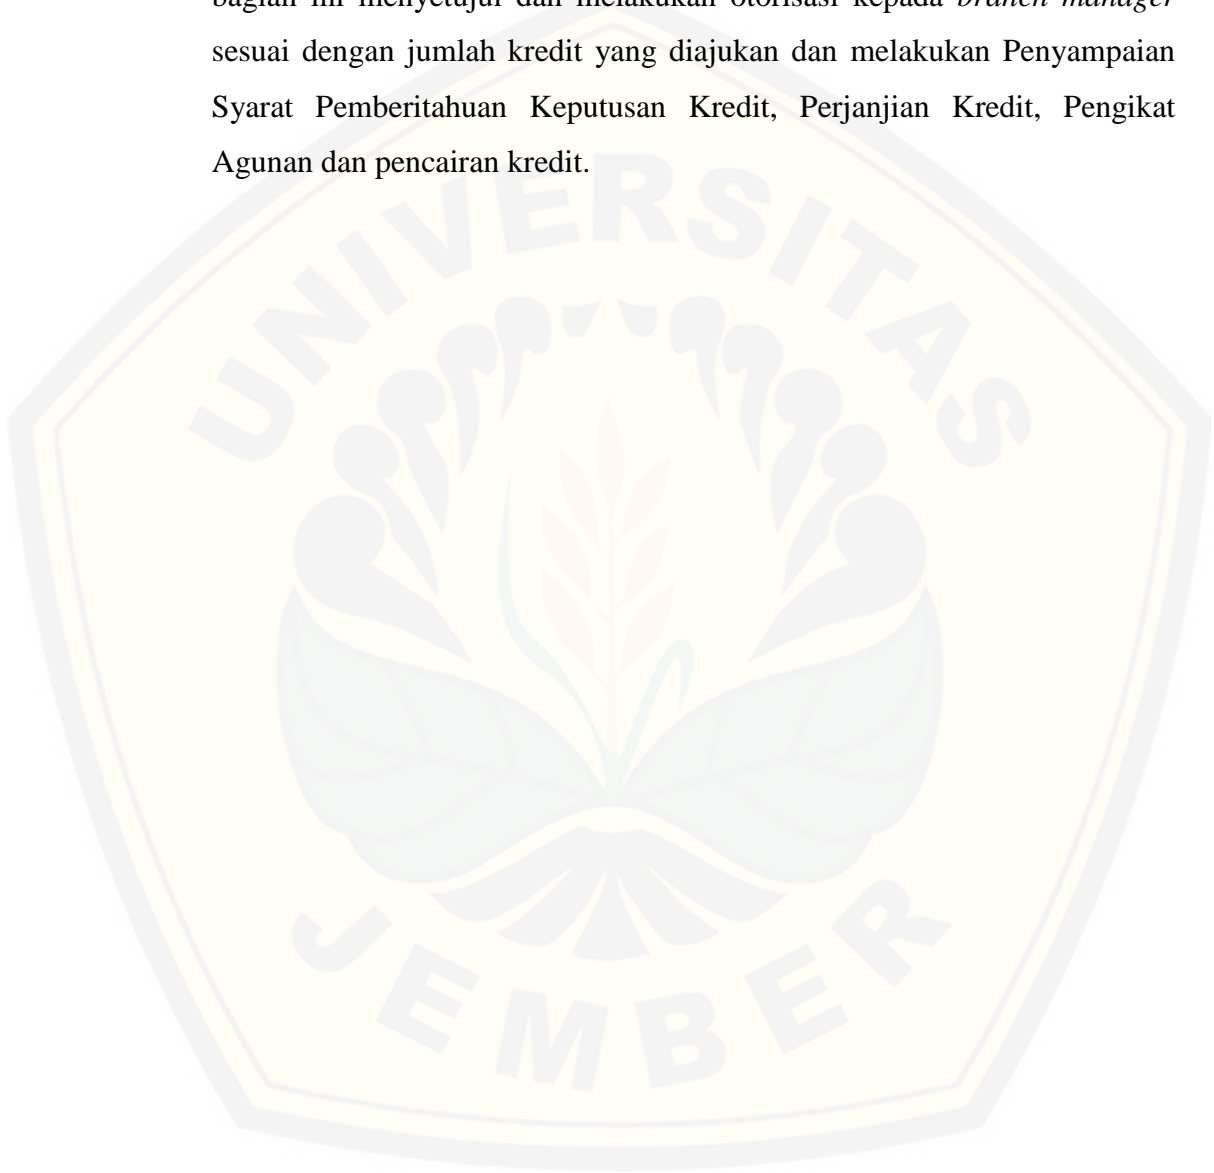 bagian ini menyetujui dan melakukan otorisasi kepada branch manager
sesuai dengan jumlah kredit yang diajukan dan melakukan Penyampaian
Syarat Pemberitahuan Keputusan Kredit, Perjanjian Kredit, Pengikat
Agunan dan pencairan kredit.
UNIVERSITAS
JEMBER